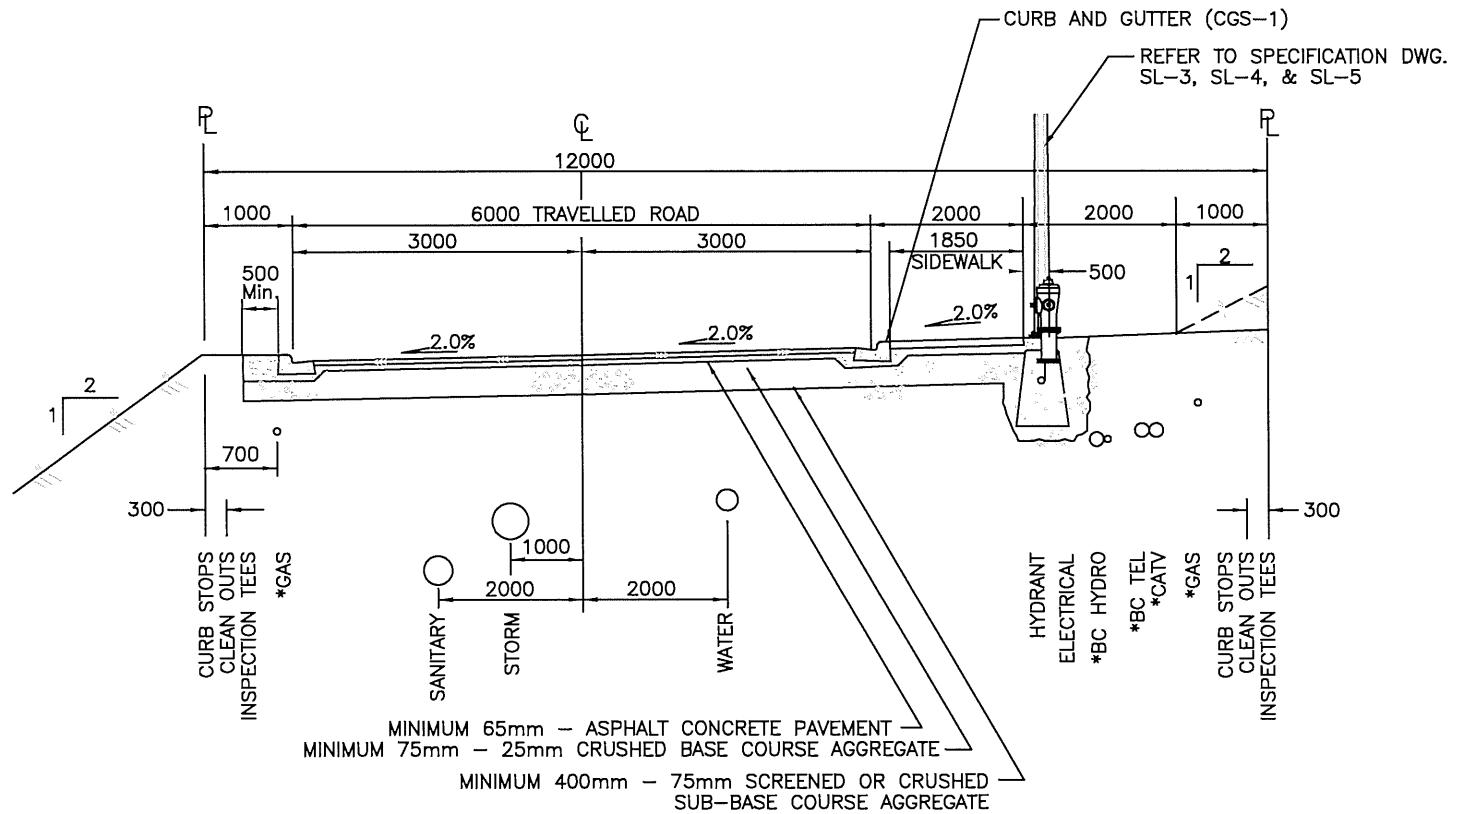 CURB AND GUTTER (CGS-1)
REFER TO SPECIFICATION DWG.
SL-3, SL-4, & SL-5
PL
CL
PL
12000
1000
6000 TRAVELLED ROAD
2000
2000
1000
3000
3000
1850
SIDEWALK
500
500
Min.
2
1
2.0%
2.0%
2.0%
2
1
700
300
300
1000
2000
2000
CURB STOPS
CLEAN OUTS
INSPECTION TEES
*GAS
SANITARY
STORM
WATER
HYDRANT
ELECTRICAL
*BC HYDRO
*BC TEL
*CATV
*GAS
CURB STOPS
CLEAN OUTS
INSPECTION TEES
MINIMUM 65mm - ASPHALT CONCRETE PAVEMENT
MINIMUM 75mm - 25mm CRUSHED BASE COURSE AGGREGATE
MINIMUM 400mm - 75mm SCREENED OR CRUSHED
SUB-BASE COURSE AGGREGATE